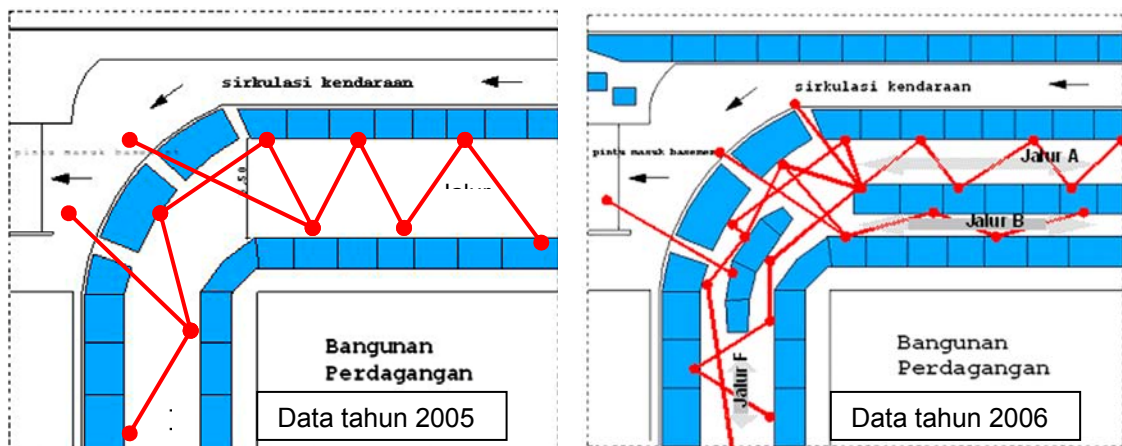 sirkulasi kendaraan
Bangunan
Perdagangan
Data tahun 2005
sirkulasi kendaraan
pintu masuk basemen
Jalur A
Jalur B
Jalur F
Bangunan
Perdagangan
Data tahun 2006